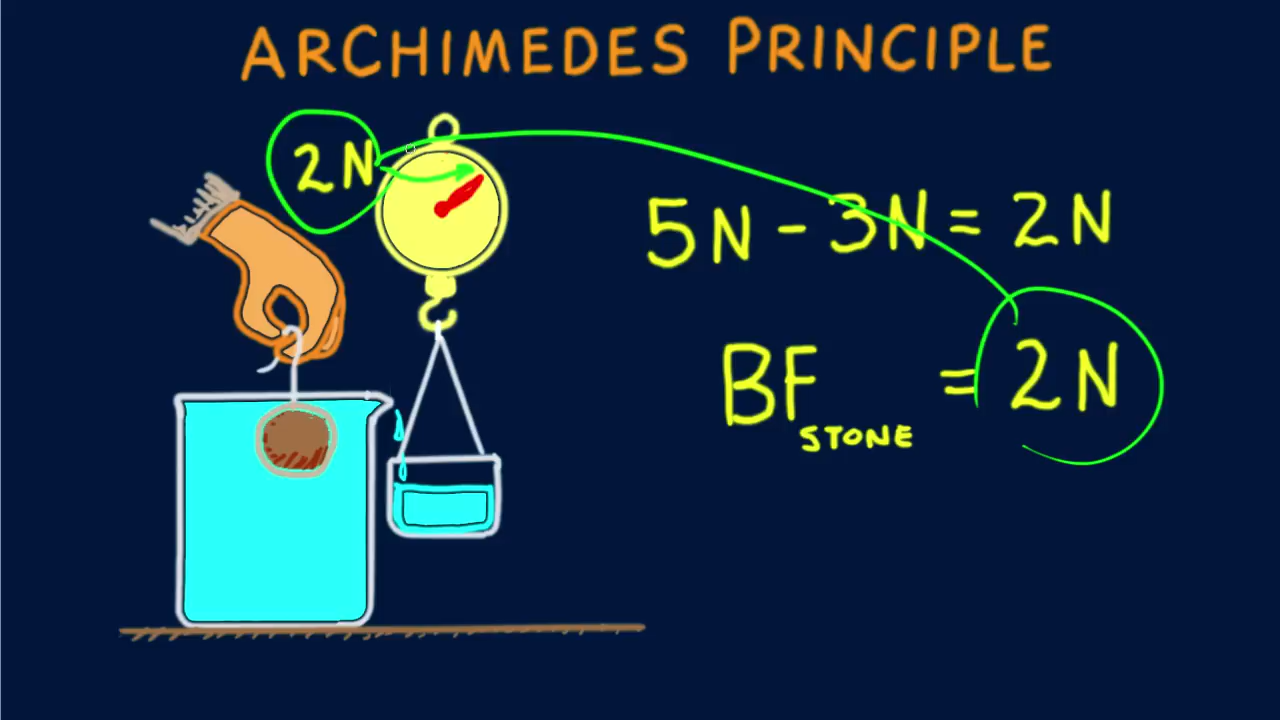 ARCHIMEDES PRINCIPLE
2N
5N - 3N = 2N
BF STONE = 2N